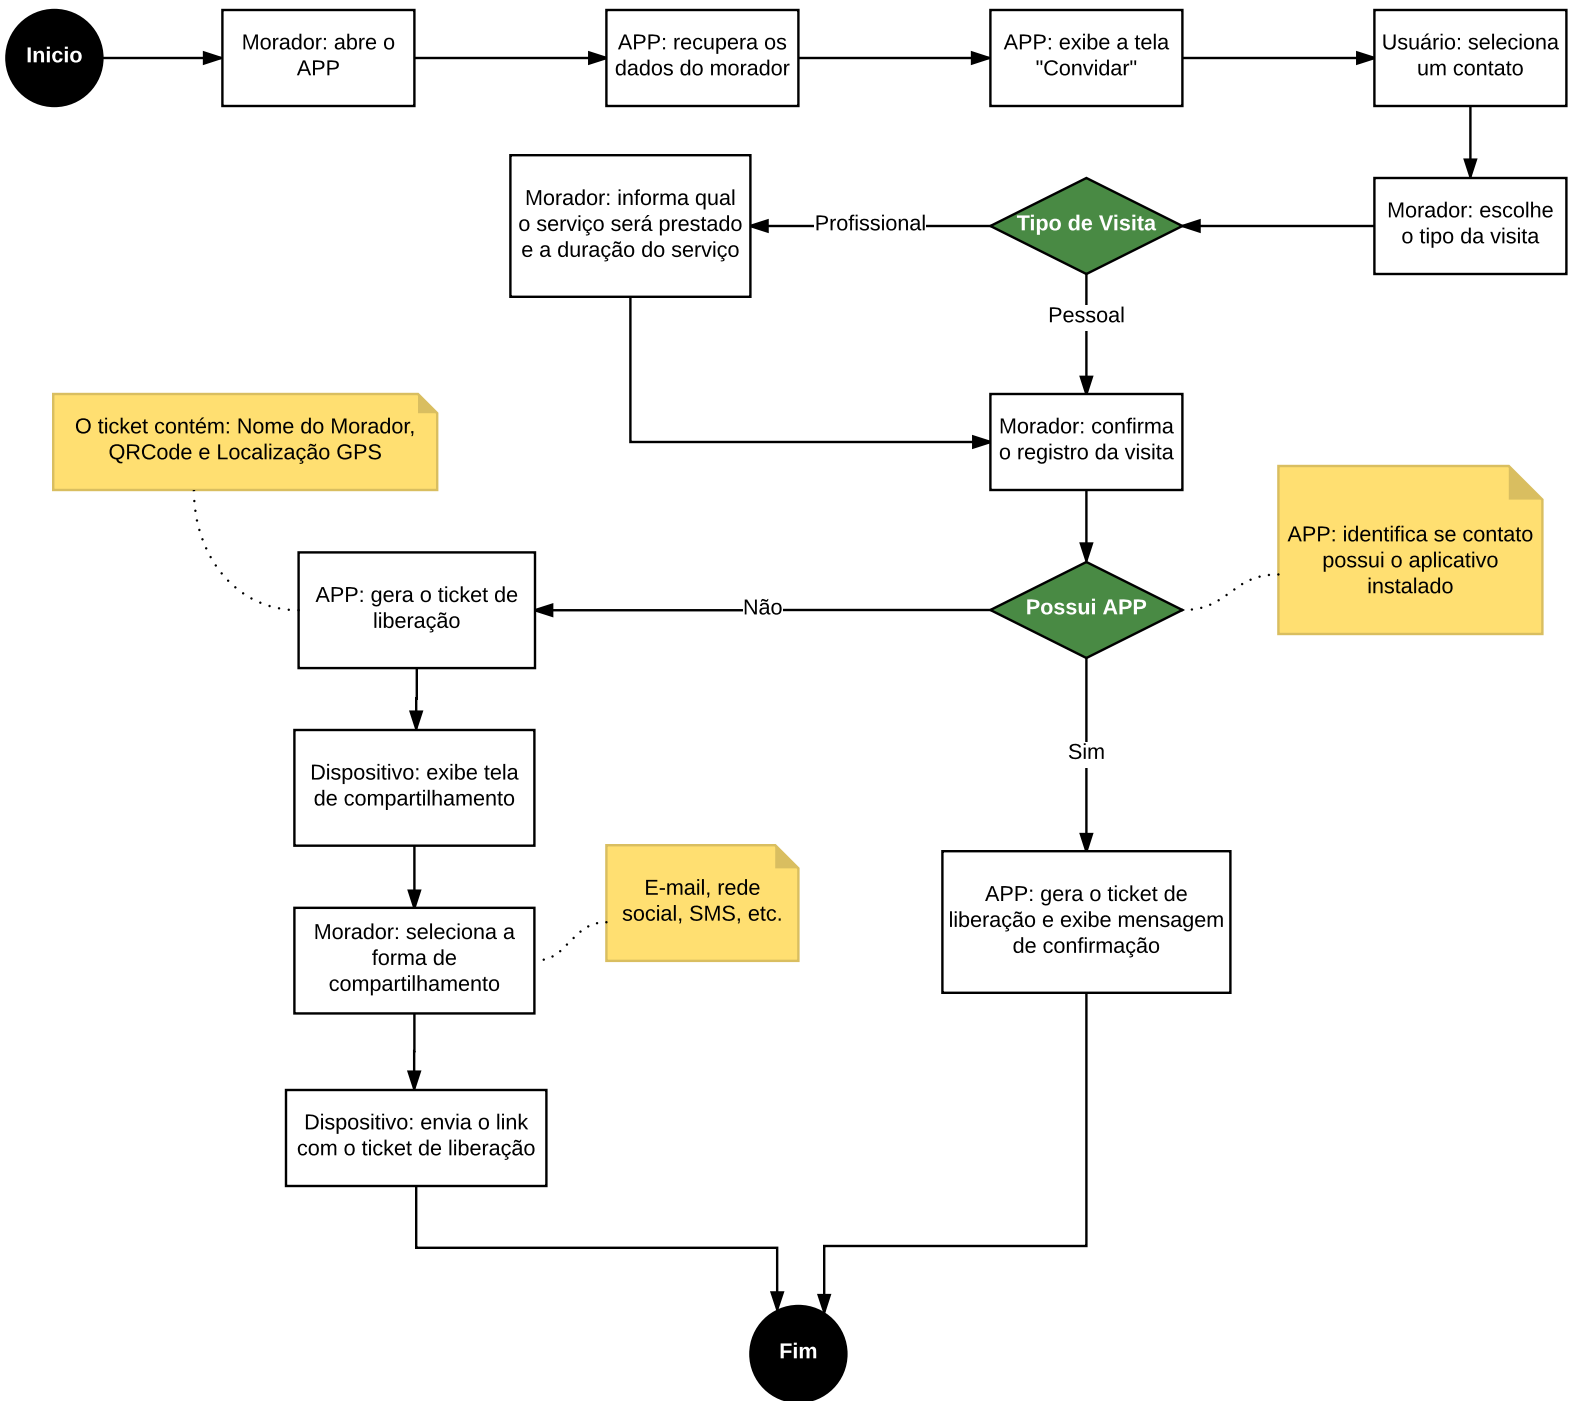 Inicio
Morador: abre o
APP
APP: recupera os
dados do morador
APP: exibe a tela
"Convidar"
Usuário: seleciona
um contato
Morador: escolhe
o tipo da visita
Tipo de Visita
Profissional
Morador: informa qual
o serviço será prestado
e a duração do serviço
Pessoal
Morador: confirma
o registro da visita
O ticket contém: Nome do Morador,
QRCode e Localização GPS
APP: identifica se contato
possui o aplicativo
instalado
Possui APP
Não
APP: gera o ticket de
liberação
Sim
Dispositivo: exibe tela
de compartilhamento
E-mail, rede
social, SMS, etc.
Morador: seleciona a
forma de
compartilhamento
APP: gera o ticket de
liberação e exibe mensagem
de confirmação
Dispositivo: envia o link
com o ticket de liberação
Fim